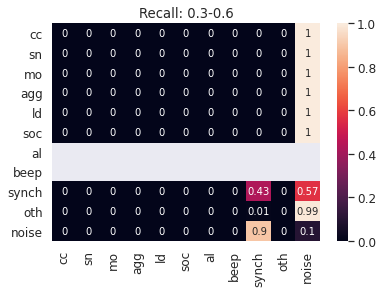 Recall: 0.3-0.6
cc 0 0 0 0 0 0 0 0 0 0 1
sn 0 0 0 0 0 0 0 0 0 0 1
mo 0 0 0 0 0 0 0 0 0 0 1
agg 0 0 0 0 0 0 0 0 0 0 1
ld 0 0 0 0 0 0 0 0 0 0 1
soc 0 0 0 0 0 0 0 0 0 0 1
al
beep
synch 0 0 0 0 0 0 0 0 0.43 0 0.57
oth 0 0 0 0 0 0 0 0 0.01 0 0.99
noise 0 0 0 0 0 0 0 0 0.9 0 0.1
cc sn mo agg ld soc al beep synch oth noise
1.0
0.8
0.6
0.4
0.2
0.0